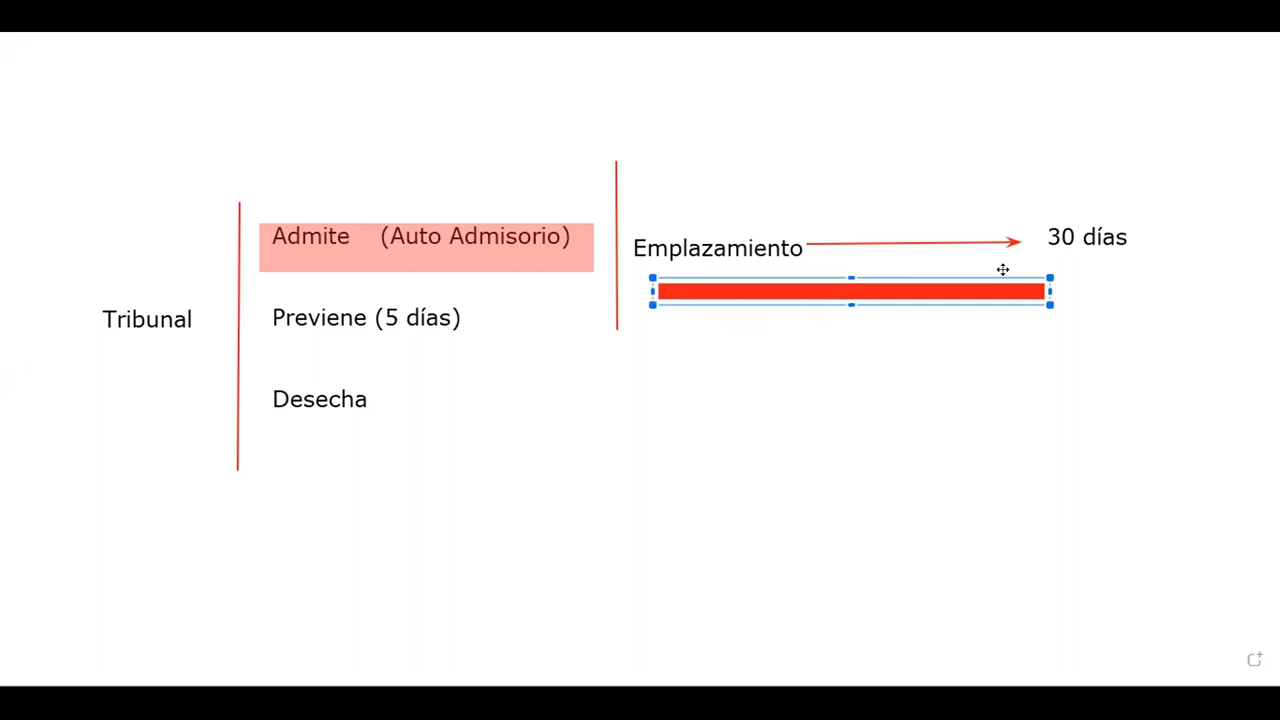 Admite (Auto Admisorio)
Emplazamiento
30 días
Tribunal
Previene (5 días)
Desecha